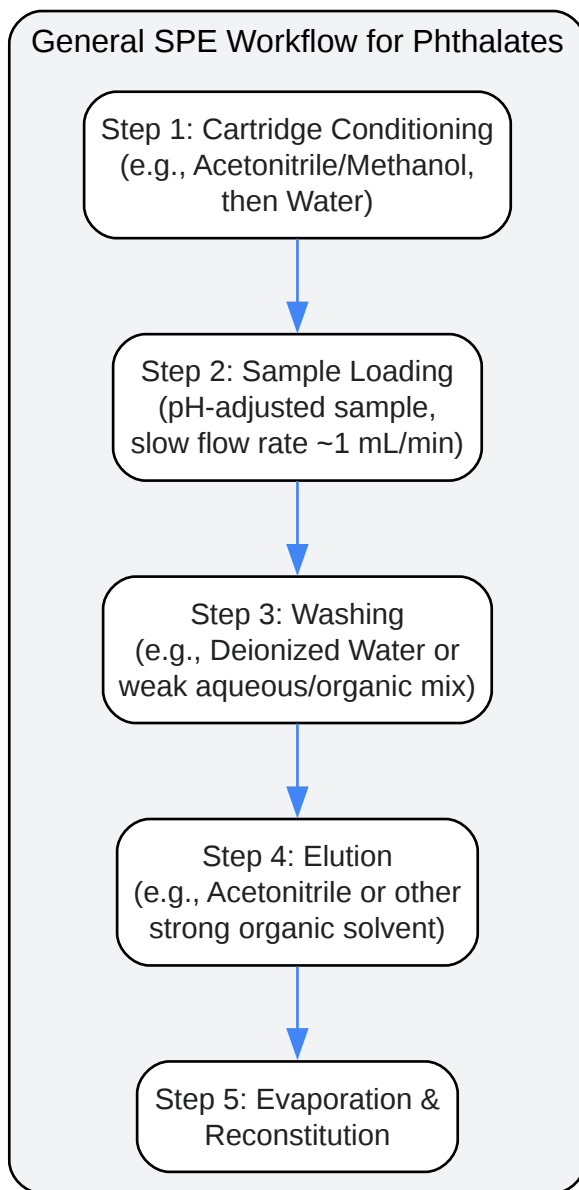 General SPE Workflow for Phthalates
Step 1: Cartridge Conditioning
(e.g., Acetonitrile/Methanol,
then Water)
Step 2: Sample Loading
(pH-adjusted sample,
slow flow rate ~1 mL/min)
Step 3: Washing
(e.g., Deionized Water or
weak aqueous/organic mix)
Step 4: Elution
(e.g., Acetonitrile or other
strong organic solvent)
Step 5: Evaporation &
Reconstitution